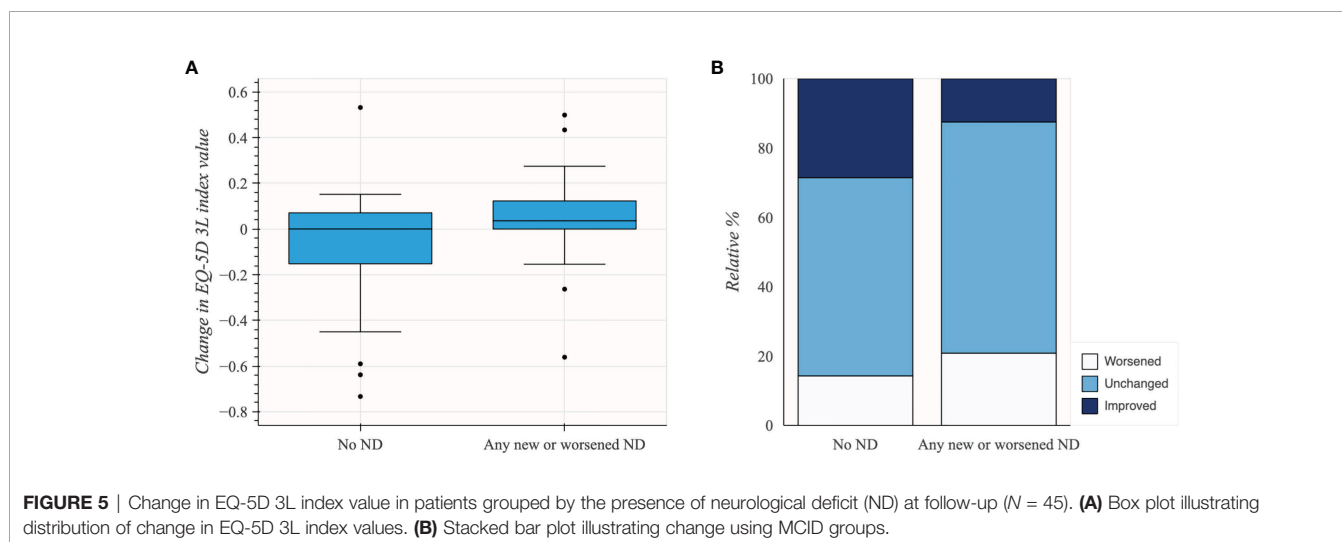 A
Change in EQ-5D 3L index value
0.6
0.4
0.2
0
−0.2
−0.4
−0.6
−0.8
No ND
Any new or worsened ND
B
Relative %
100
80
60
40
20
0
No ND
Any new or worsened ND
Worsened
Unchanged
Improved
FIGURE 5 | Change in EQ-5D 3L index value in patients grouped by the presence of neurological deficit (ND) at follow-up (N = 45). (A) Box plot illustrating
distribution of change in EQ-5D 3L index values. (B) Stacked bar plot illustrating change using MCID groups.